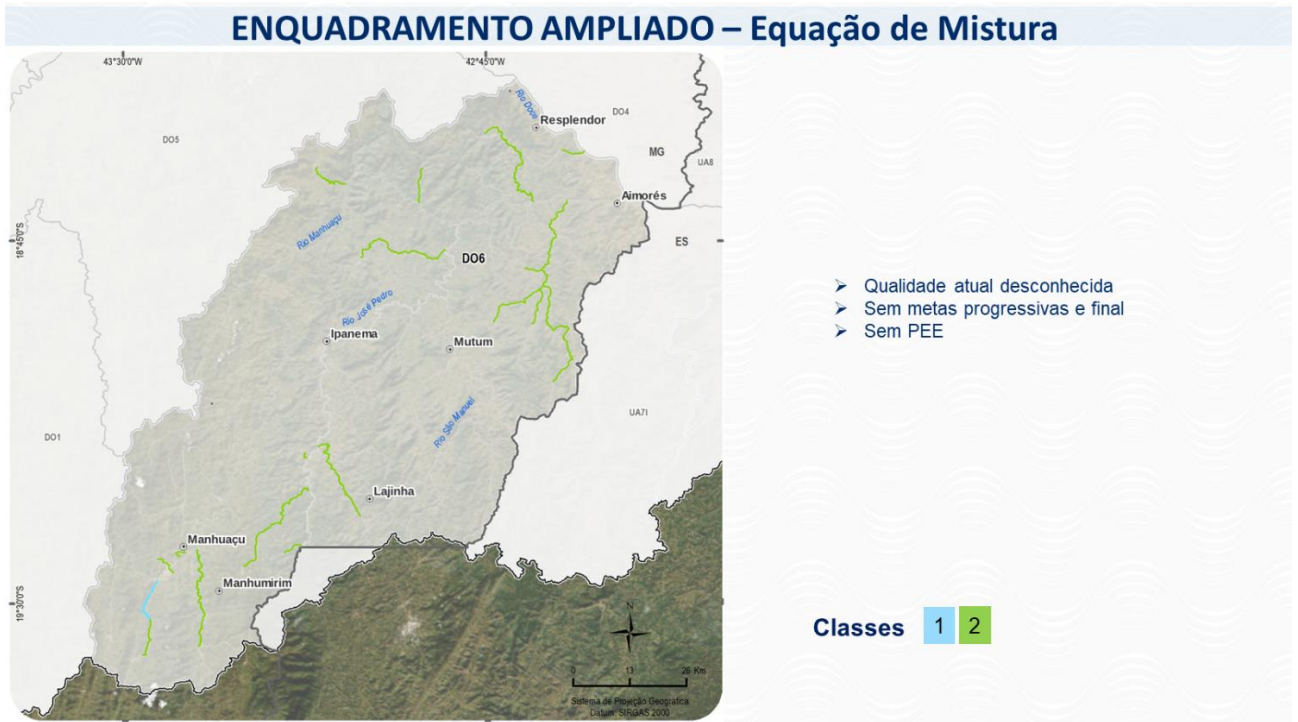 ENQUADRAMENTO AMPLIADO – Equação de Mistura
43°30'0"W
42°45'0"W
Rio Doce
Resplendor
DO4
DO5
MG
UA8
Aimorés
18°45'0"S
Rio Manhuaçu
ES
DO6
Rio José Pedro
Ipanema
Mutum
Rio São Manuel
UA7I
DO1
Lajinha
Manhuaçu
Manhumirim
19°30'0"S
N
0 13 26 Km
Sistema de Projeção Geográfica
Datum: SIRGAS 2000
➢ Qualidade atual desconhecida
➢ Sem metas progressivas e final
➢ Sem PEE
Classes 1 2